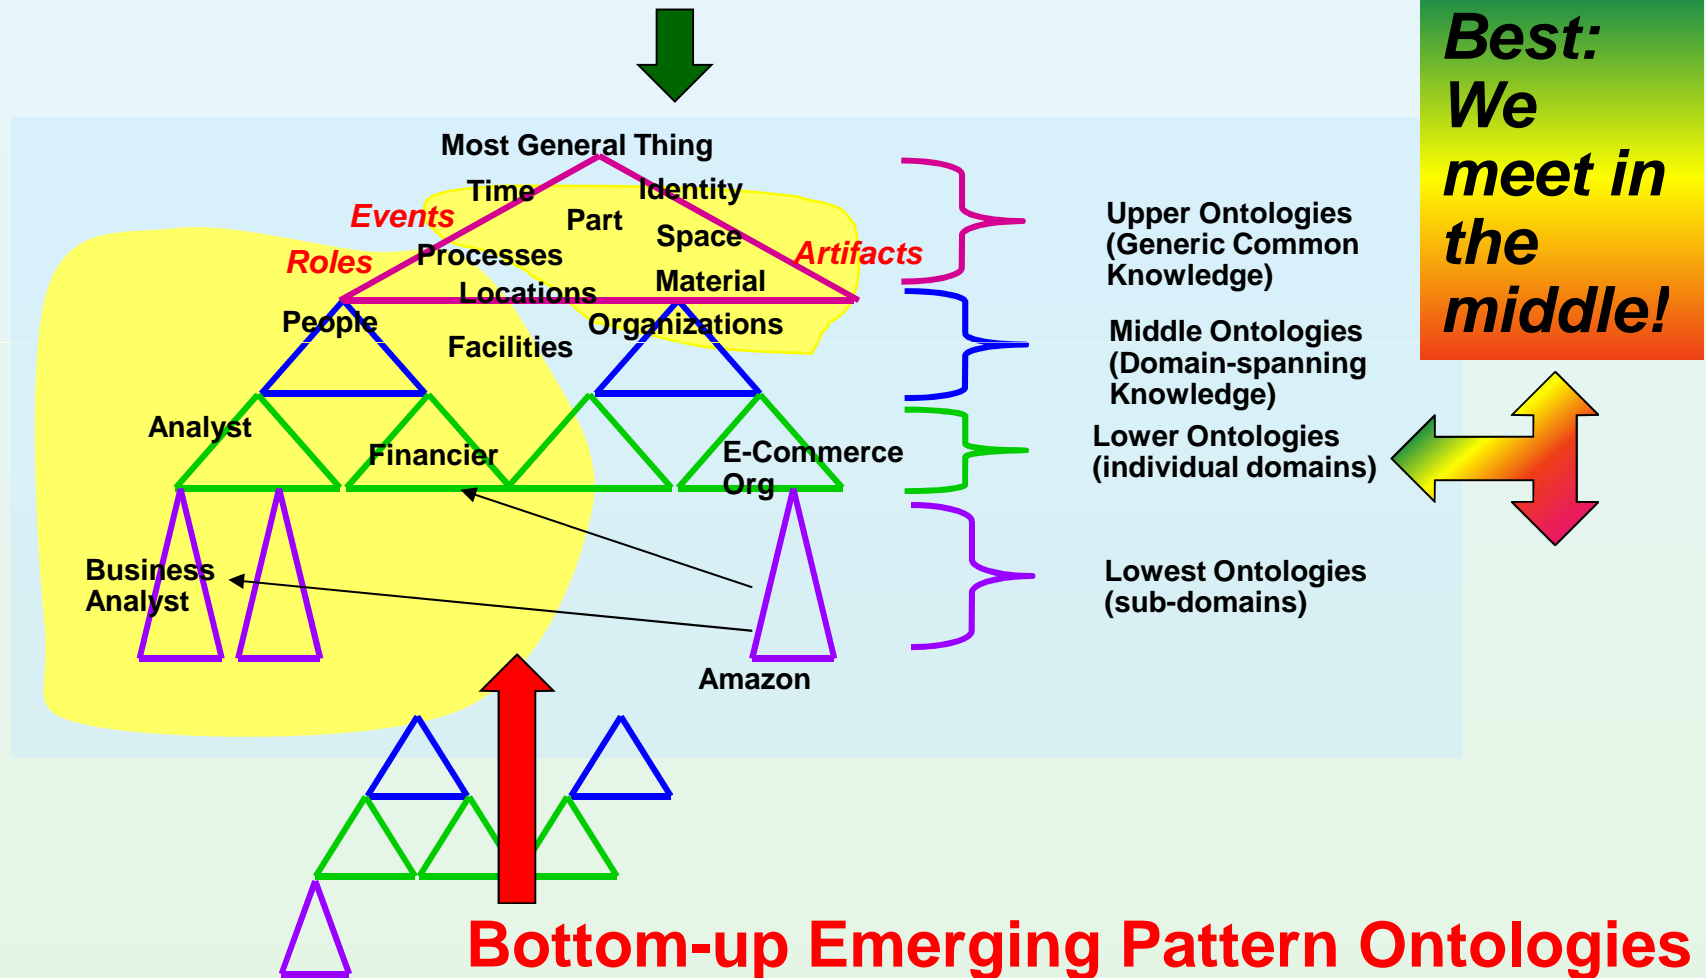 Best:
We
meet in
the
middle!
Most General Thing
Time
Identity
Events
Part
Space
Roles
Processes
Artifacts
Material
Locations
People
Organizations
Facilities
Analyst
Financier
E-Commerce
Org
Business
Analyst
Amazon
Upper Ontologies
(Generic Common
Knowledge)
Middle Ontologies
(Domain-spanning
Knowledge)
Lower Ontologies
(individual domains)
Lowest Ontologies
(sub-domains)
Bottom-up Emerging Pattern Ontologies